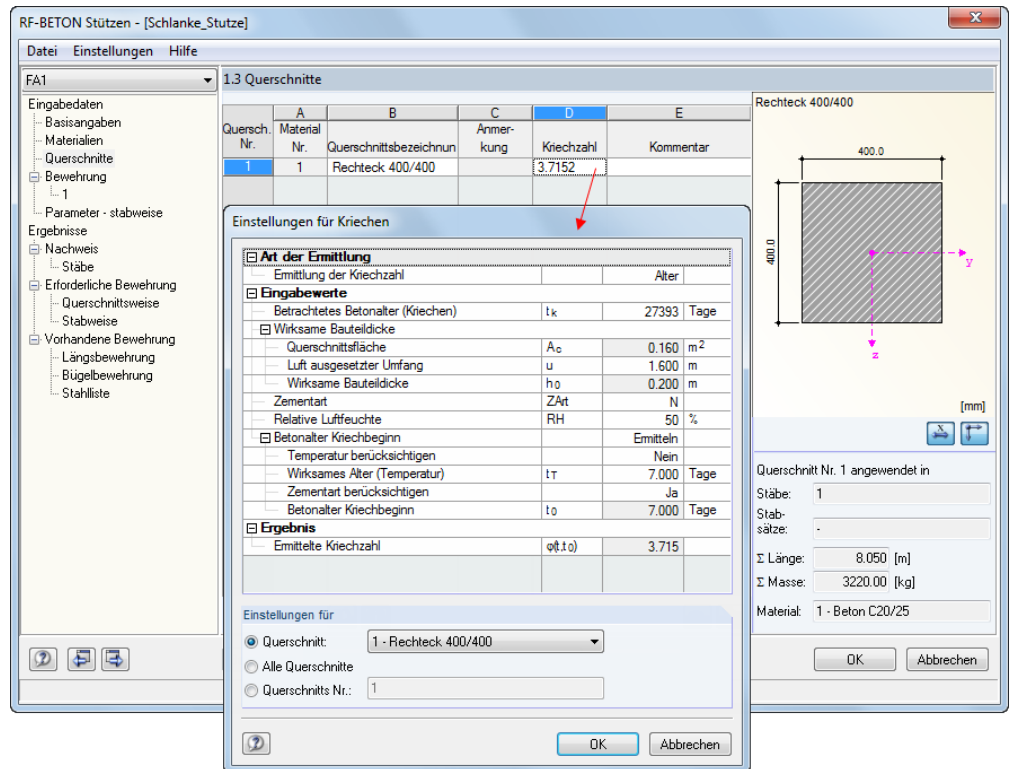 RF-BETON Stützen - [Schlanke_Stutze]
Datei Einstellungen Hilfe
FA1
Eingabedaten
Basisangaben
Materialien
Querschnitte
Bewehrung
1
Parameter - stabweise
Ergebnisse
Nachweis
Stäbe
Erforderliche Bewehrung
Querschnittsweise
Stabweise
Vorhandene Bewehrung
Längsbewehrung
Bügelbewehrung
Stahlliste
1.3 Querschnitte
A B C D E
Quersch. Nr. Material Nr. Querschnittsbezeichnun Anmer-kung Kriechzahl Kommentar
1 1 Rechteck 400/400 3.7152
Einstellungen für Kriechen
Art der Ermittlung
Ermittlung der Kriechzahl Alter
Eingabewerte
Betrachtetes Betonalter (Kriechen) tk 27393 Tage
Wirksame Bauteildicke
Querschnittsfläche Ac 0.160 m2
Luft ausgesetzter Umfang u 1.600 m
Wirksame Bauteildicke h0 0.200 m
Zementart ZArt N
Relative Luftfeuchte RH 50 %
Betonalter Kriechbeginn Ermitteln
Temperatur berücksichtigen Nein
Wirksames Alter (Temperatur) tT 7.000 Tage
Zementart berücksichtigen Ja
Betonalter Kriechbeginn t0 7.000 Tage
Ergebnis
Ermittelte Kriechzahl φ(t,t0) 3.715
Einstellungen für
Querschnitt: 1 - Rechteck 400/400
Alle Querschnitte
Querschnitts Nr.: 1
OK Abbrechen
Rechteck 400/400
400.0
400.0
y
z
[mm]
Querschnitt Nr. 1 angewendet in
Stäbe: 1
Stab-
sätze: -
Σ Länge: 8.050 [m]
Σ Masse: 3220.00 [kg]
Material: 1 - Beton C20/25
OK Abbrechen